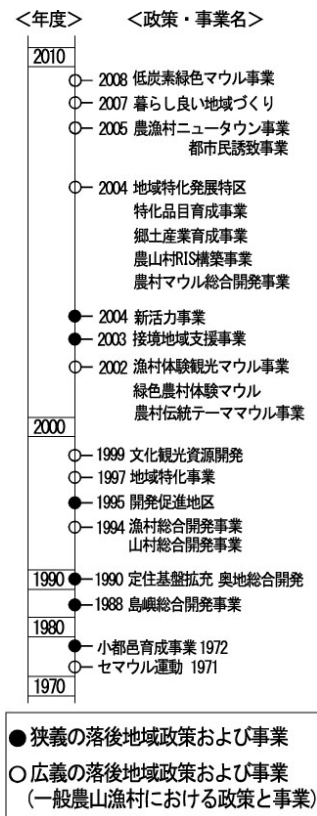 ＜年度＞ ＜政策・事業名＞
2010
2008 低炭素緑色マウル事業
2007 暮らし良い地域づくり
2005 農漁村ニュータウン事業
都市民誘致事業
2004 地域特化発展特区
特化品目育成事業
郷土産業育成事業
農山村RIS構築事業
農村マウル総合開発事業
2004 新活力事業
2003 接境地域支援事業
2002 漁村体験観光マウル事業
緑色農村体験マウル
農村伝統テーママウル事業
2000
1999 文化観光資源開発
1997 地域特化事業
1995 開発促進地区
1994 漁村総合開発事業
山村総合開発事業
1990 1990 定住基盤拡充 奥地総合開発
1988 島嶼総合開発事業
1980
小都邑育成事業 1972
セマウル運動 1971
1970
●狭義の落後地域政策および事業
○広義の落後地域政策および事業
（一般農山漁村における政策と事業）